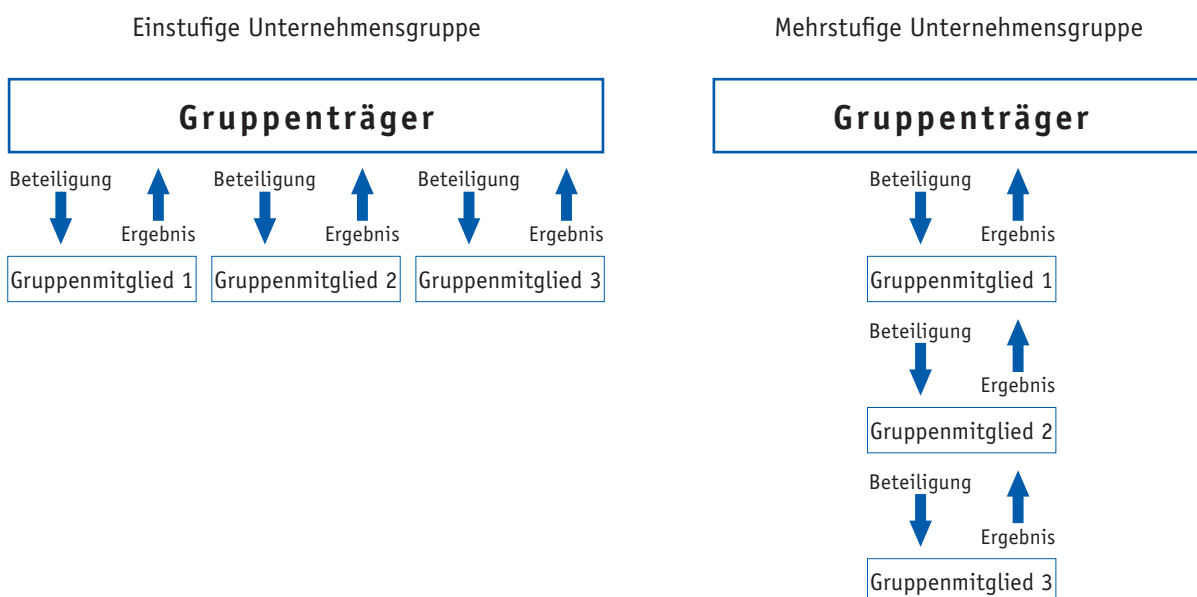 Einstufige Unternehmensgruppe
Gruppenträger
Beteiligung
Ergebnis
Beteiligung
Ergebnis
Beteiligung
Ergebnis
Gruppenmitglied 1
Gruppenmitglied 2
Gruppenmitglied 3
Mehrstufige Unternehmensgruppe
Gruppenträger
Beteiligung
Ergebnis
Gruppenmitglied 1
Beteiligung
Ergebnis
Gruppenmitglied 2
Beteiligung
Ergebnis
Gruppenmitglied 3